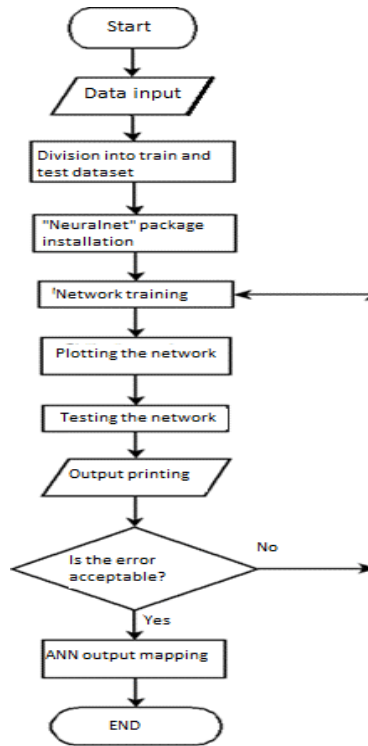 Start
Data input
Division into train and
test dataset
"Neuralnet" package
installation
'Network training
Plotting the network
Testing the network
Output printing
Is the error
acceptable?
No
Yes
ANN output mapping
END